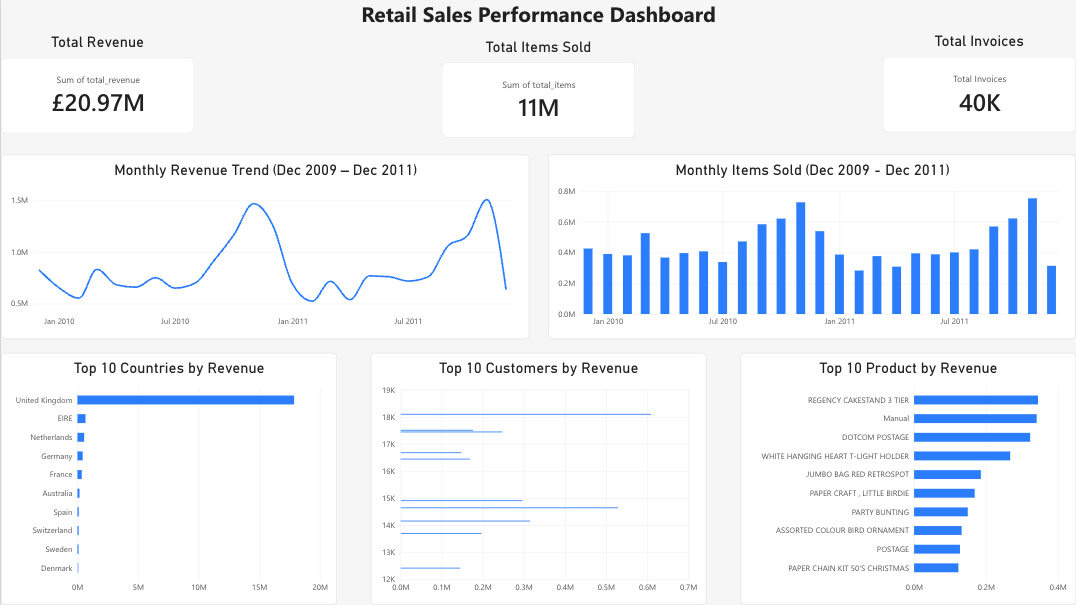 Retail Sales Performance Dashboard
Total Revenue
Total Items Sold
Total Invoices
Sum of total_revenue
£20.97M
Sum of total_items
11M
Total Invoices
40K
Monthly Revenue Trend (Dec 2009 – Dec 2011)
1.5M
1.0M
0.5M
Jan 2010 Jul 2010 Jan 2011 Jul 2011
Monthly Items Sold (Dec 2009 - Dec 2011)
0.8M
0.6M
0.4M
0.2M
0.0M
Jan 2010 Jul 2010 Jan 2011 Jul 2011
Top 10 Countries by Revenue
United Kingdom
EIRE
Netherlands
Germany
France
Australia
Spain
Switzerland
Sweden
Denmark
0M 5M 10M 15M 20M
Top 10 Customers by Revenue
19K
18K
17K
16K
15K
14K
13K
12K
0.0M 0.1M 0.2M 0.3M 0.4M 0.5M 0.6M 0.7M
Top 10 Product by Revenue
REGENCY CAKESTAND 3 TIER
Manual
DOTCOM POSTAGE
WHITE HANGING HEART T-LIGHT HOLDER
JUMBO BAG RED RETROSPOT
PAPER CRAFT , LITTLE BIRDIE
PARTY BUNTING
ASSORTED COLOUR BIRD ORNAMENT
POSTAGE
PAPER CHAIN KIT 50'S CHRISTMAS
0.0M 0.2M 0.4M